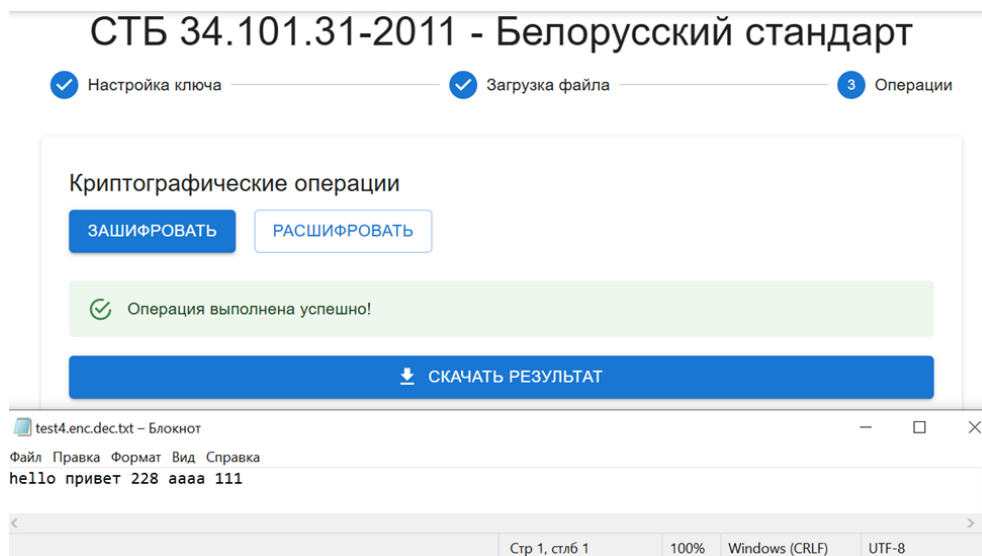 СТБ 34.101.31-2011 - Белорусский стандарт
Настройка ключа Загрузка файла 3 Операции
Криптографические операции
ЗАШИФРОВАТЬ РАСШИФРОВАТЬ
Операция выполнена успешно!
СКАЧАТЬ РЕЗУЛЬТАТ
test4.enc.dec.txt – Блокнот
Файл Правка Формат Вид Справка
hello привет 228 аааа 111
Стр 1, стлб 1 100% Windows (CRLF) UTF-8